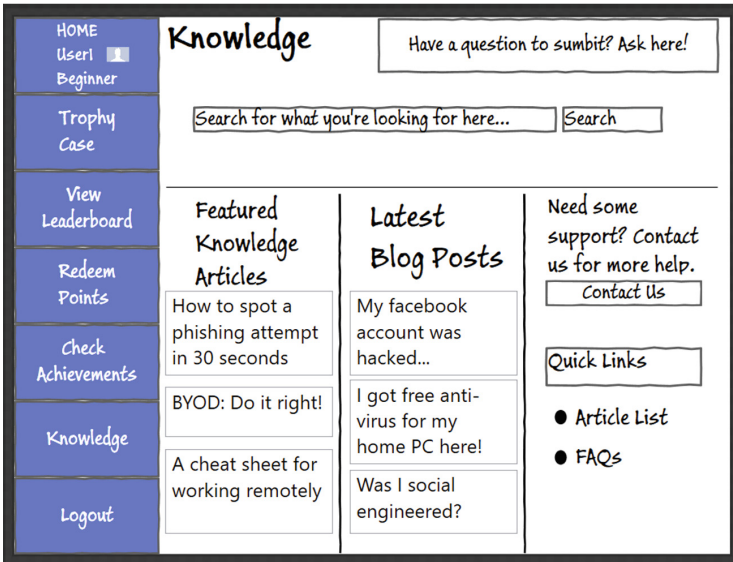 HOME
User1
Beginner
Trophy
Case
View
Leaderboard
Redeem
Points
Check
Achievements
Knowledge
Logout
Knowledge
Have a question to sumbit? Ask here!
Search for what you're looking for here...
Search
Featured
Knowledge
Articles
How to spot a
phishing attempt
in 30 seconds
BYOD: Do it right!
A cheat sheet for
working remotely
Latest
Blog Posts
My facebook
account was
hacked...
I got free anti-
virus for my
home PC here!
Was I social
engineered?
Need some
support? Contact
us for more help.
Contact Us
Quick Links
Article List
FAQs